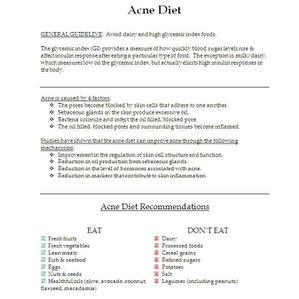 Acne Diet
GENERAL GUIDELINE: Avoid dairy and high glycemic index foods.
The glycemic index (GI) provides a measure of how quickly blood sugar levels rise &
affect insulin response after eating a particular type of food. The exception is milk/dairy,
which measures low on the glycemic index, but actually elicits high insulin responses in
the body.
Acne is caused by 4 factors:
❖ The pores become blocked by skin cells that adhere to one another.
❖ Sebaceous glands in the skin produce excessive oil.
❖ Bacteria colonize and infect the oil filled, blocked pore.
❖ The oil filled, blocked pores and surrounding tissues become inflamed.
Studies have shown that the acne diet can improve acne through the following
mechanisms:
❖ Improvement in the regulation of skin cell structure and function.
❖ Reduction of oil production from oil glands.
❖ Reduction in the level of hormones associated with acne.
❖ Reduction in markers that contribute to skin inflammation.
Acne Diet Recommendations
EAT
☑ Fresh fruits
☑ Fresh vegetables
☑ Lean meats
☑ Fish & seafood
☑ Eggs
☑ Nuts & seeds
☑ Healthful oils (olive, avocado, coconut,
flaxseed, macadamia)
DON'T EAT
☒ Dairy
☒ Processed foods
☒ Cereal grains
☒ Refined sugars
☒ Potatoes
☒ Salt
☒ Legumes (including peanuts)